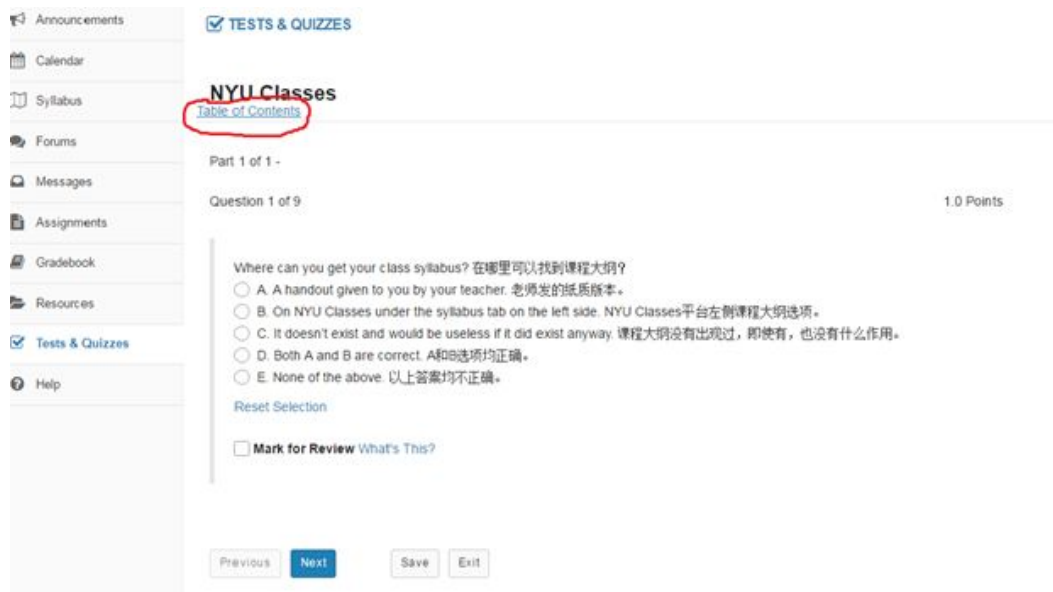 Announcements
Calendar
Syllabus
Forums
Messages
Assignments
Gradebook
Resources
Tests & Quizzes
Help
TESTS & QUIZZES
NYU Classes
Table of Contents
Part 1 of 1 -
Question 1 of 9
1.0 Points
Where can you get your class syllabus? 在哪里可以找到课程大纲?
A. A handout given to you by your teacher. 老师发的纸质版本。
B. On NYU Classes under the syllabus tab on the left side. NYU Classes平台左侧课程大纲选项。
C. It doesn't exist and would be useless if it did exist anyway. 课程大纲没有出现过，即使有，也没有什么作用。
D. Both A and B are correct. A和B选项均正确。
E. None of the above. 以上答案均不正确。
Reset Selection
Mark for Review What's This?
Previous Next Save Exit